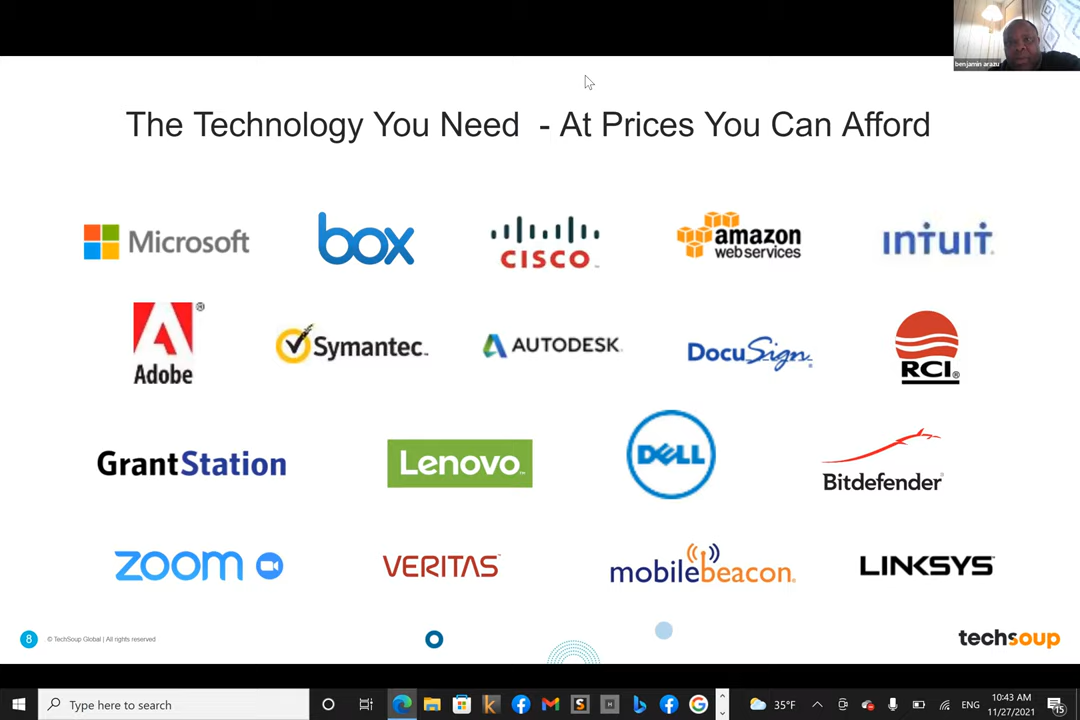 benjamin arazu
The Technology You Need - At Prices You Can Afford
Microsoft
box
CISCO
amazon
webservices
intuit
Adobe
Symantec
AUTODESK
DocuSign
RCI
GrantStation
Lenovo
DELL
Bitdefender
zoom
VERITAS
mobilebeacon
LINKSYS
8
© TechSoup Global | All rights reserved
techsoup
Type here to search
35°F
ENG
10:43 AM
11/27/2021
15